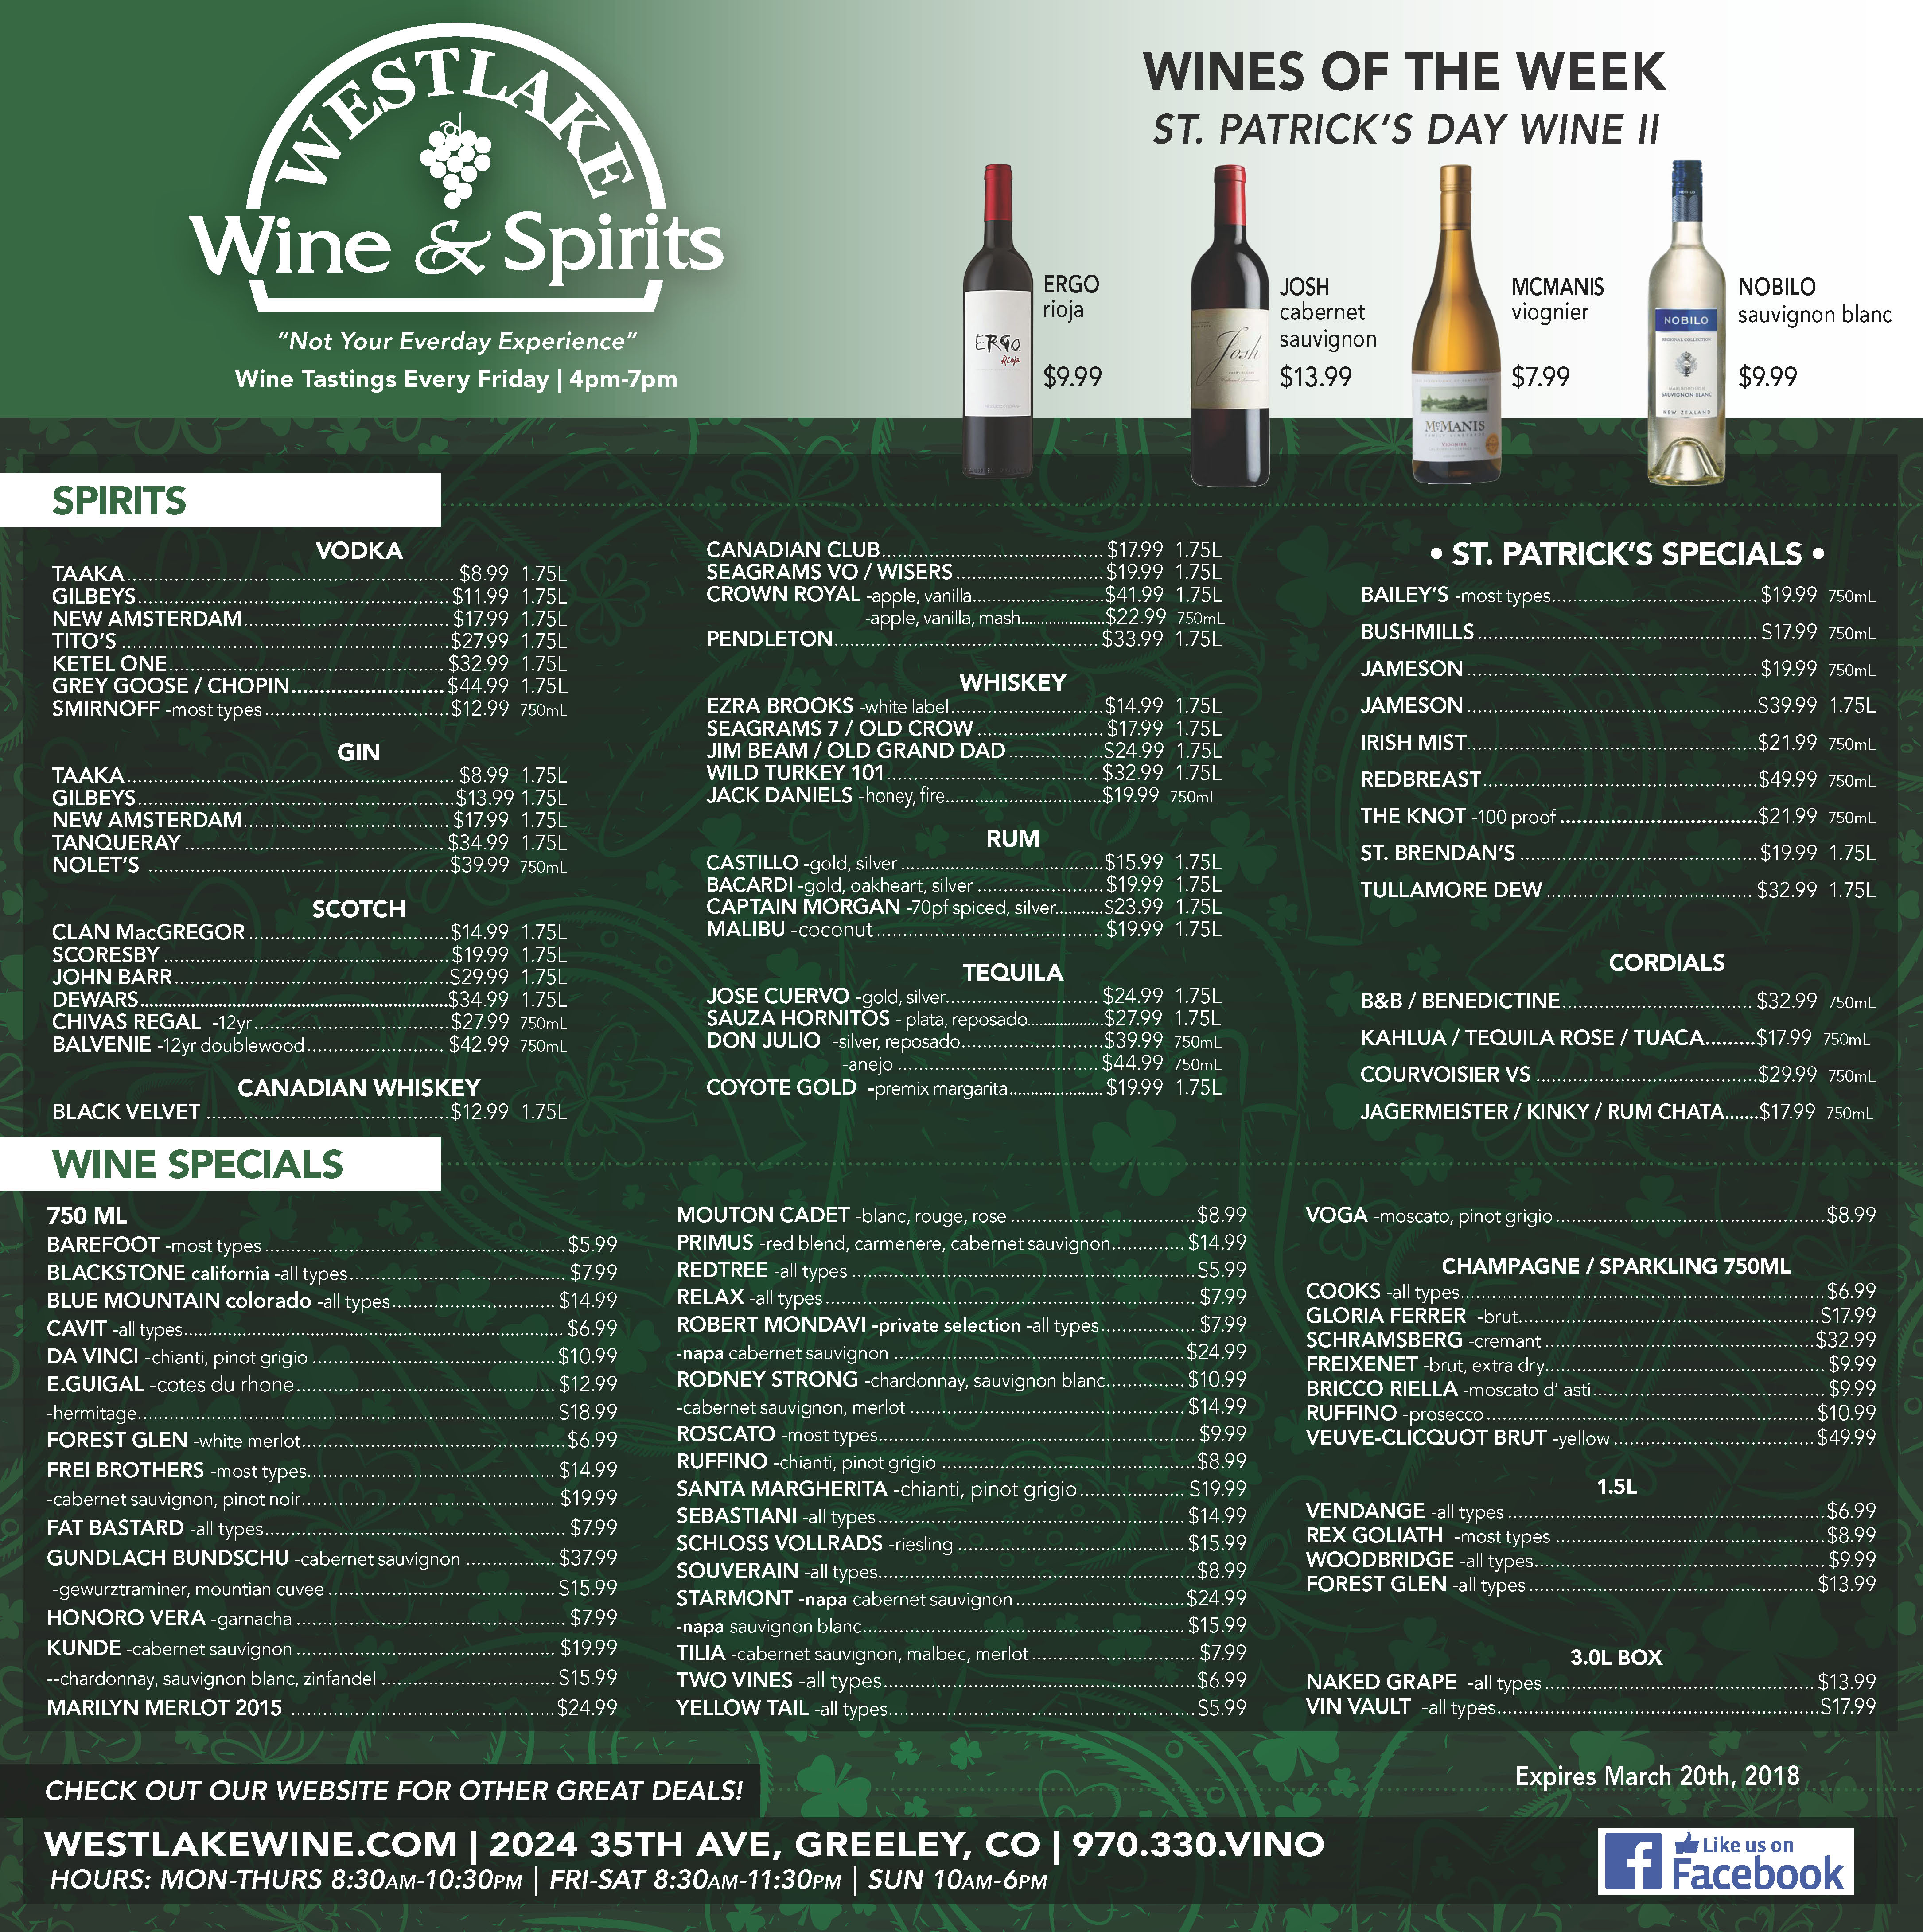 WESTLAKE
Wine & Spirits
“Not Your Everday Experience”
Wine Tastings Every Friday | 4pm-7pm
WINES OF THE WEEK
ST. PATRICK’S DAY WINE II
ERGO
rioja
$9.99
JOSH
cabernet
sauvignon
$13.99
MCMANIS
viognier
$7.99
NOBILO
sauvignon blanc
$9.99
ERGO
Rioja
Josh
McMANIS
FAMILY VINEYARDS
VIOGNIER
NOBILO
REGIONAL COLLECTION
MARLBOROUGH
SAUVIGNON BLANC
NEW ZEALAND
SPIRITS
VODKA
TAAKA $8.99 1.75L
GILBEYS $11.99 1.75L
NEW AMSTERDAM $17.99 1.75L
TITO’S $27.99 1.75L
KETEL ONE $32.99 1.75L
GREY GOOSE / CHOPIN $44.99 1.75L
SMIRNOFF -most types $12.99 750mL
GIN
TAAKA $8.99 1.75L
GILBEYS $13.99 1.75L
NEW AMSTERDAM $17.99 1.75L
TANQUERAY $34.99 1.75L
NOLET’S $39.99 750mL
SCOTCH
CLAN MacGREGOR $14.99 1.75L
SCORESBY $19.99 1.75L
JOHN BARR $29.99 1.75L
DEWARS $34.99 1.75L
CHIVAS REGAL -12yr $27.99 750mL
BALVENIE -12yr doublewood $42.99 750mL
CANADIAN WHISKEY
BLACK VELVET $12.99 1.75L
CANADIAN CLUB $17.99 1.75L
SEAGRAMS VO / WISERS $19.99 1.75L
CROWN ROYAL -apple, vanilla $41.99 1.75L
-apple, vanilla, mash $22.99 750mL
PENDLETON $33.99 1.75L
WHISKEY
EZRA BROOKS -white label $14.99 1.75L
SEAGRAMS 7 / OLD CROW $17.99 1.75L
JIM BEAM / OLD GRAND DAD $24.99 1.75L
WILD TURKEY 101 $32.99 1.75L
JACK DANIELS -honey, fire $19.99 750mL
RUM
CASTILLO -gold, silver $15.99 1.75L
BACARDI -gold, oakheart, silver $19.99 1.75L
CAPTAIN MORGAN -70pf spiced, silver $23.99 1.75L
MALIBU -coconut $19.99 1.75L
TEQUILA
JOSE CUERVO -gold, silver $24.99 1.75L
SAUZA HORNITOS - plata, reposado $27.99 1.75L
DON JULIO -silver, reposado $39.99 750mL
-anejo $44.99 750mL
COYOTE GOLD -premix margarita $19.99 1.75L
• ST. PATRICK’S SPECIALS •
BAILEY’S -most types $19.99 750mL
BUSHMILLS $17.99 750mL
JAMESON $19.99 750mL
JAMESON $39.99 1.75L
IRISH MIST $21.99 750mL
REDBREAST $49.99 750mL
THE KNOT -100 proof $21.99 750mL
ST. BRENDAN’S $19.99 1.75L
TULLAMORE DEW $32.99 1.75L
CORDIALS
B&B / BENEDICTINE $32.99 750mL
KAHLUA / TEQUILA ROSE / TUACA $17.99 750mL
COURVOISIER VS $29.99 750mL
JAGERMEISTER / KINKY / RUM CHATA $17.99 750mL
WINE SPECIALS
750 ML
BAREFOOT -most types $5.99
BLACKSTONE california -all types $7.99
BLUE MOUNTAIN colorado -all types $14.99
CAVIT -all types $6.99
DA VINCI -chianti, pinot grigio $10.99
E.GUIGAL -cotes du rhone $12.99
-hermitage $18.99
FOREST GLEN -white merlot $6.99
FREI BROTHERS -most types $14.99
-cabernet sauvignon, pinot noir $19.99
FAT BASTARD -all types $7.99
GUNDLACH BUNDSCHU -cabernet sauvignon $37.99
-gewurztraminer, mountian cuvee $15.99
HONORO VERA -garnacha $7.99
KUNDE -cabernet sauvignon $19.99
--chardonnay, sauvignon blanc, zinfandel $15.99
MARILYN MERLOT 2015 $24.99
MOUTON CADET -blanc, rouge, rose $8.99
PRIMUS -red blend, carmenere, cabernet sauvignon $14.99
REDTREE -all types $5.99
RELAX -all types $7.99
ROBERT MONDAVI -private selection -all types $7.99
-napa cabernet sauvignon $24.99
RODNEY STRONG -chardonnay, sauvignon blanc $10.99
-cabernet sauvignon, merlot $14.99
ROSCATO -most types $9.99
RUFFINO -chianti, pinot grigio $8.99
SANTA MARGHERITA -chianti, pinot grigio $19.99
SEBASTIANI -all types $14.99
SCHLOSS VOLLRADS -riesling $15.99
SOUVERAIN -all types $8.99
STARMONT -napa cabernet sauvignon $24.99
-napa sauvignon blanc $15.99
TILIA -cabernet sauvignon, malbec, merlot $7.99
TWO VINES -all types $6.99
YELLOW TAIL -all types $5.99
VOGA -moscato, pinot grigio $8.99
CHAMPAGNE / SPARKLING 750ML
COOKS -all types $6.99
GLORIA FERRER -brut $17.99
SCHRAMSBERG -cremant $32.99
FREIXENET -brut, extra dry $9.99
BRICCO RIELLA -moscato d’ asti $9.99
RUFFINO -prosecco $10.99
VEUVE-CLICQUOT BRUT -yellow $49.99
1.5L
VENDANGE -all types $6.99
REX GOLIATH -most types $8.99
WOODBRIDGE -all types $9.99
FOREST GLEN -all types $13.99
3.0L BOX
NAKED GRAPE -all types $13.99
VIN VAULT -all types $17.99
CHECK OUT OUR WEBSITE FOR OTHER GREAT DEALS!
Expires March 20th, 2018
WESTLAKEWINE.COM | 2024 35TH AVE, GREELEY, CO | 970.330.VINO
HOURS: MON-THURS 8:30AM-10:30PM | FRI-SAT 8:30AM-11:30PM | SUN 10AM-6PM
f Like us on
Facebook